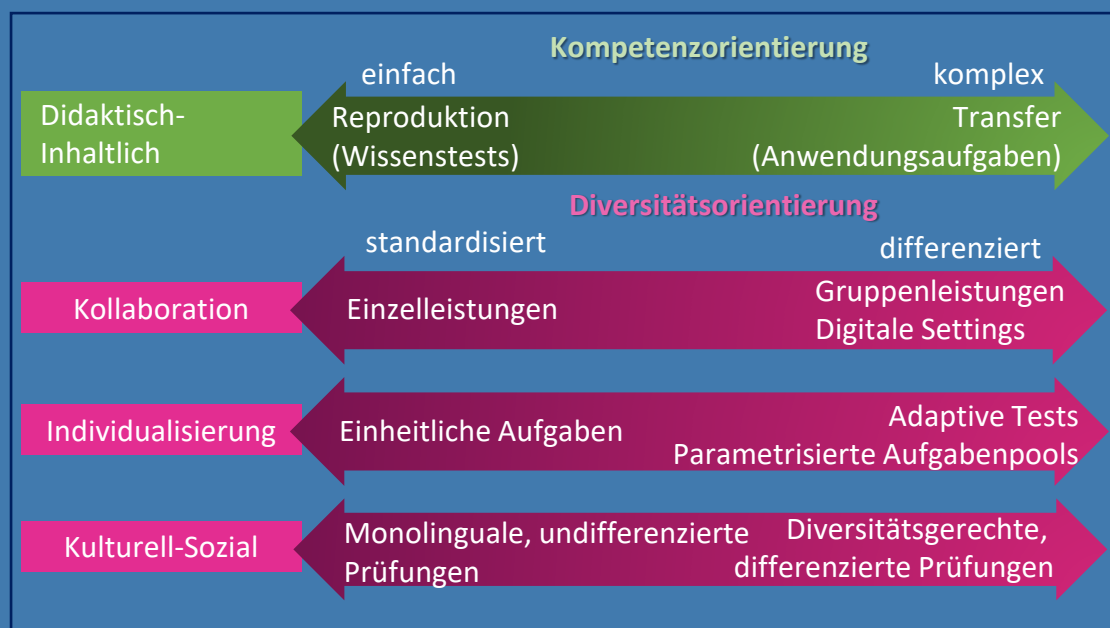 Kompetenzorientierung
einfach
komplex
Didaktisch-
Inhaltlich
Reproduktion
(Wissenstests)
Transfer
(Anwendungsaufgaben)
Diversitätsorientierung
standardisiert
differenziert
Kollaboration
Einzelleistungen
Gruppenleistungen
Digitale Settings
Individualisierung
Einheitliche Aufgaben
Adaptive Tests
Parametrisierte Aufgabenpools
Kulturell-Sozial
Monolinguale, undifferenzierte
Prüfungen
Diversitätsgerechte,
differenzierte Prüfungen